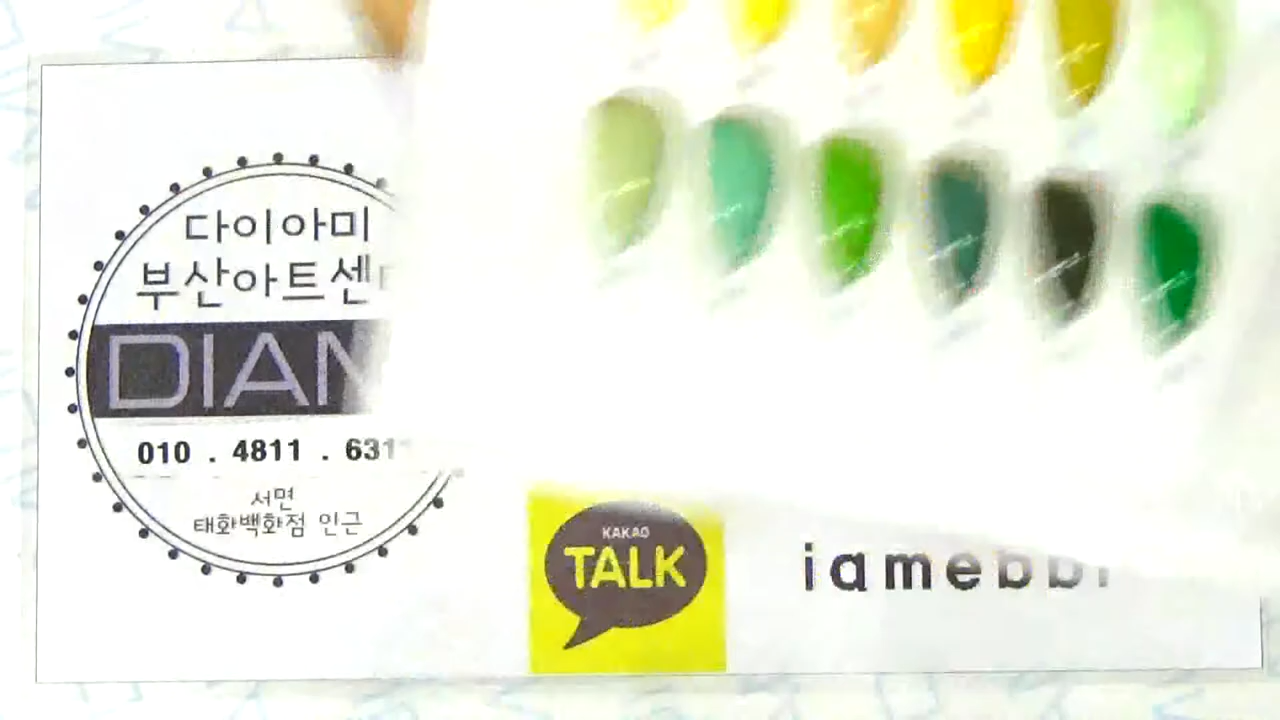 다이아미
부산아트센
DIAM
010 . 4811 . 631
서면
태화백화점 인근
KAKAO
TALK
iamebb